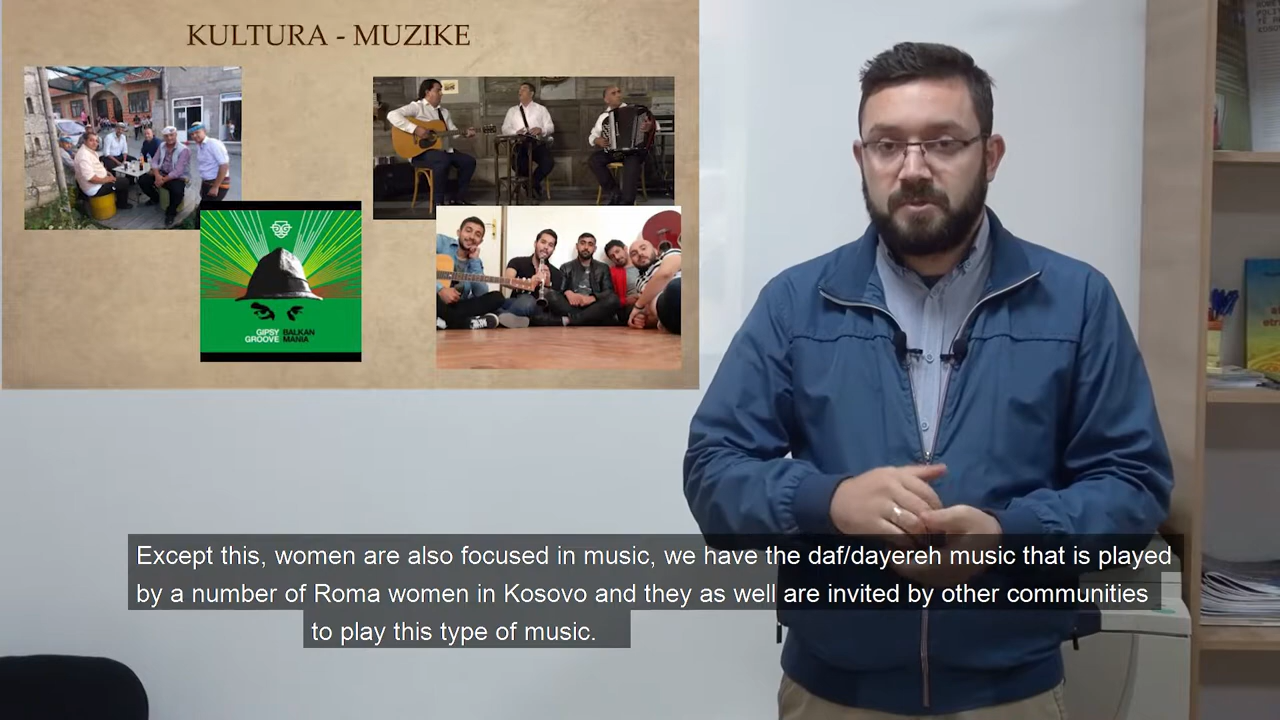 KULTURA - MUZIKE
GIPSY BALKAN
GROOVE MANIA
Except this, women are also focused in music, we have the daf/dayereh music that is played
by a number of Roma women in Kosovo and they as well are invited by other communities
to play this type of music.